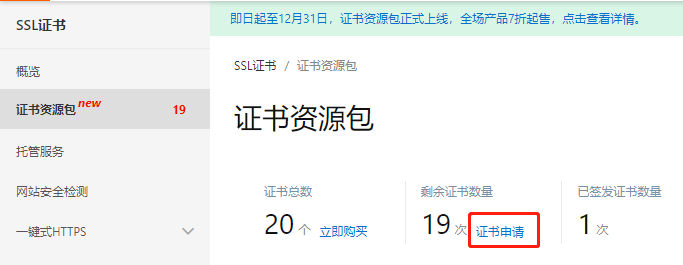 SSL证书
即日起至12月31, 证书资源包正式上线，全场产品7折起售，点击查看详情。
概览
SSL证书 / 证书资源包
证书资源包 new 19
证书资源包
托管服务
网站安全检测
证书总数 剩余证书数量 已签发证书数量
20 个 立即购买 19 次 证书申请 1 次
一键式HTTPS